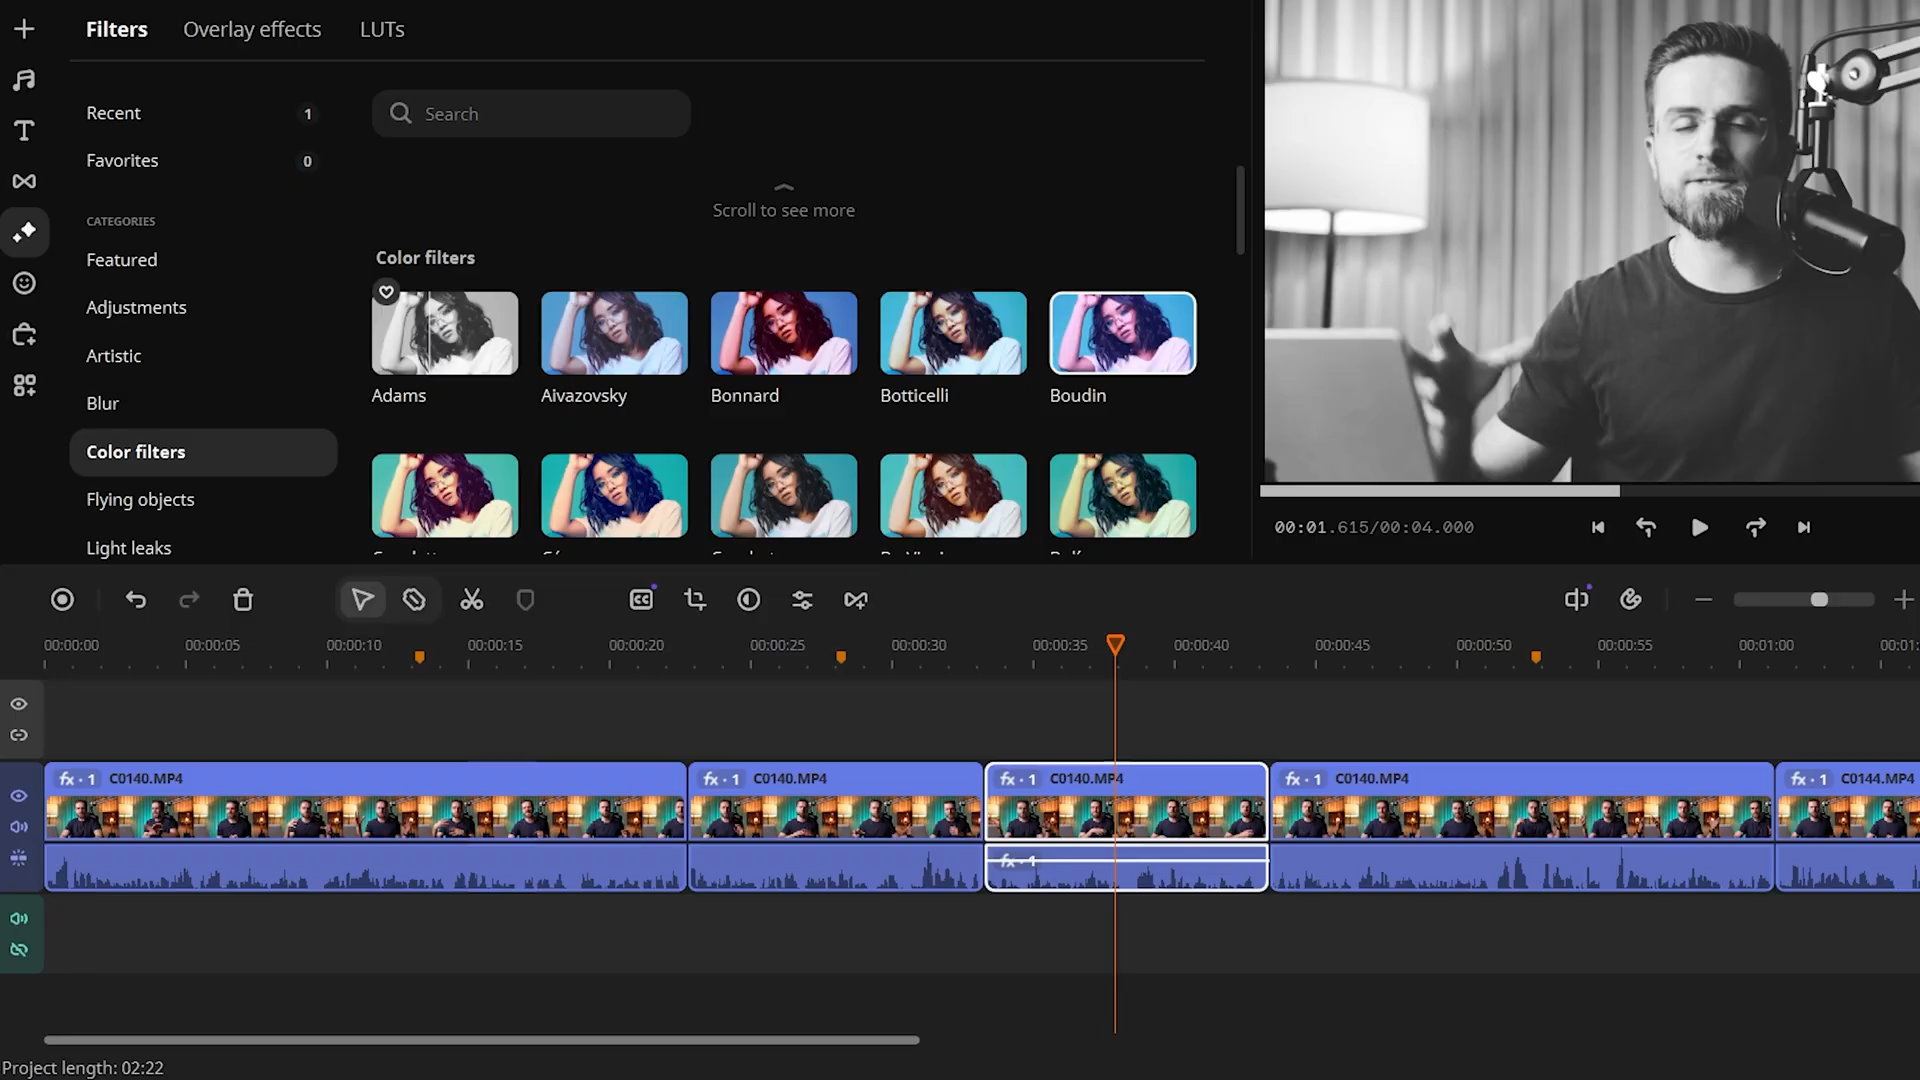 Filters Overlay effects LUTs
Recent 1
Search
Favorites 0
CATEGORIES
Scroll to see more
Featured
Color filters
Adjustments
Artistic
Adams Aivazovsky Bonnard Botticelli Boudin
Blur
Color filters
Flying objects
Light leaks
00:01.615/00:04.000
CC
00:00:00 00:00:05 00:00:10 00:00:15 00:00:20 00:00:25 00:00:30 00:00:35 00:00:40 00:00:45 00:00:50 00:00:55 00:01:00 00:01:
fx · 1 C0140.MP4 fx · 1 C0140.MP4 fx · 1 C0140.MP4 fx · 1 C0140.MP4 fx · 1 C0144.MP4
fx · 1
Project length: 02:22